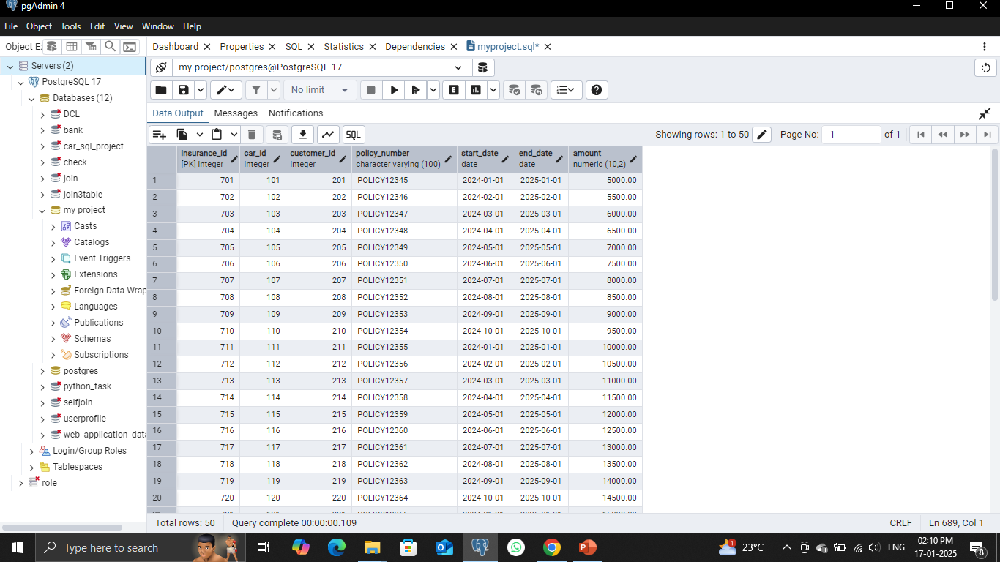 pgAdmin 4
File Object Tools Edit View Window Help
Object Ex
Dashboard Properties SQL Statistics Dependencies myproject.sql*
Servers (2)
PostgreSQL 17
Databases (12)
DCL
bank
car_sql_project
check
join
join3table
my project
Casts
Catalogs
Event Triggers
Extensions
Foreign Data Wrap
Languages
Publications
Schemas
Subscriptions
postgres
python_task
selfjoin
userprofile
web_application_data
Login/Group Roles
Tablespaces
role
my project/postgres@PostgreSQL 17
No limit
E
Data Output Messages Notifications
SQL
Showing rows: 1 to 50 Page No: 1 of 1
insurance_id car_id customer_id policy_number start_date end_date amount
[PK] integer integer integer character varying (100) date date numeric (10,2)
1 701 101 201 POLICY12345 2024-01-01 2025-01-01 5000.00
2 702 102 202 POLICY12346 2024-02-01 2025-02-01 5500.00
3 703 103 203 POLICY12347 2024-03-01 2025-03-01 6000.00
4 704 104 204 POLICY12348 2024-04-01 2025-04-01 6500.00
5 705 105 205 POLICY12349 2024-05-01 2025-05-01 7000.00
6 706 106 206 POLICY12350 2024-06-01 2025-06-01 7500.00
7 707 107 207 POLICY12351 2024-07-01 2025-07-01 8000.00
8 708 108 208 POLICY12352 2024-08-01 2025-08-01 8500.00
9 709 109 209 POLICY12353 2024-09-01 2025-09-01 9000.00
10 710 110 210 POLICY12354 2024-10-01 2025-10-01 9500.00
11 711 111 211 POLICY12355 2024-01-01 2025-01-01 10000.00
12 712 112 212 POLICY12356 2024-02-01 2025-02-01 10500.00
13 713 113 213 POLICY12357 2024-03-01 2025-03-01 11000.00
14 714 114 214 POLICY12358 2024-04-01 2025-04-01 11500.00
15 715 115 215 POLICY12359 2024-05-01 2025-05-01 12000.00
16 716 116 216 POLICY12360 2024-06-01 2025-06-01 12500.00
17 717 117 217 POLICY12361 2024-07-01 2025-07-01 13000.00
18 718 118 218 POLICY12362 2024-08-01 2025-08-01 13500.00
19 719 119 219 POLICY12363 2024-09-01 2025-09-01 14000.00
20 720 120 220 POLICY12364 2024-10-01 2025-10-01 14500.00
Total rows: 50 Query complete 00:00:00.109 CRLF Ln 689, Col 1
Type here to search
1 23°C ENG 02:10 PM
17-01-2025 8